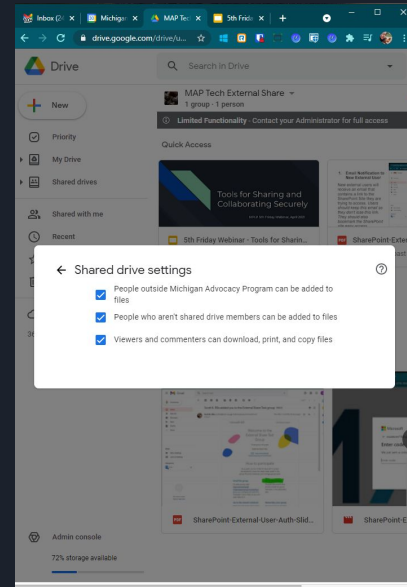 Inbox (2
Michigan
MAP Tec
5th Frida
drive.google.com/drive/u...
Drive
Search in Drive
New
MAP Tech External Share
1 group · 1 person
Limited Functionality - Contact your Administrator for full access
Priority
My Drive
Shared drives
Shared with me
Recent
Quick Access
Tools for Sharing and
Collaborating Securely
5th Friday Webinar - Tools for Sharin...
SharePoint-Exter
Shared drive settings
People outside Michigan Advocacy Program can be added to
files
People who aren't shared drive members can be added to files
Viewers and commenters can download, print, and copy files
SharePoint-External-User-Auth-Slid...
SharePoint-E
Admin console
72% storage available